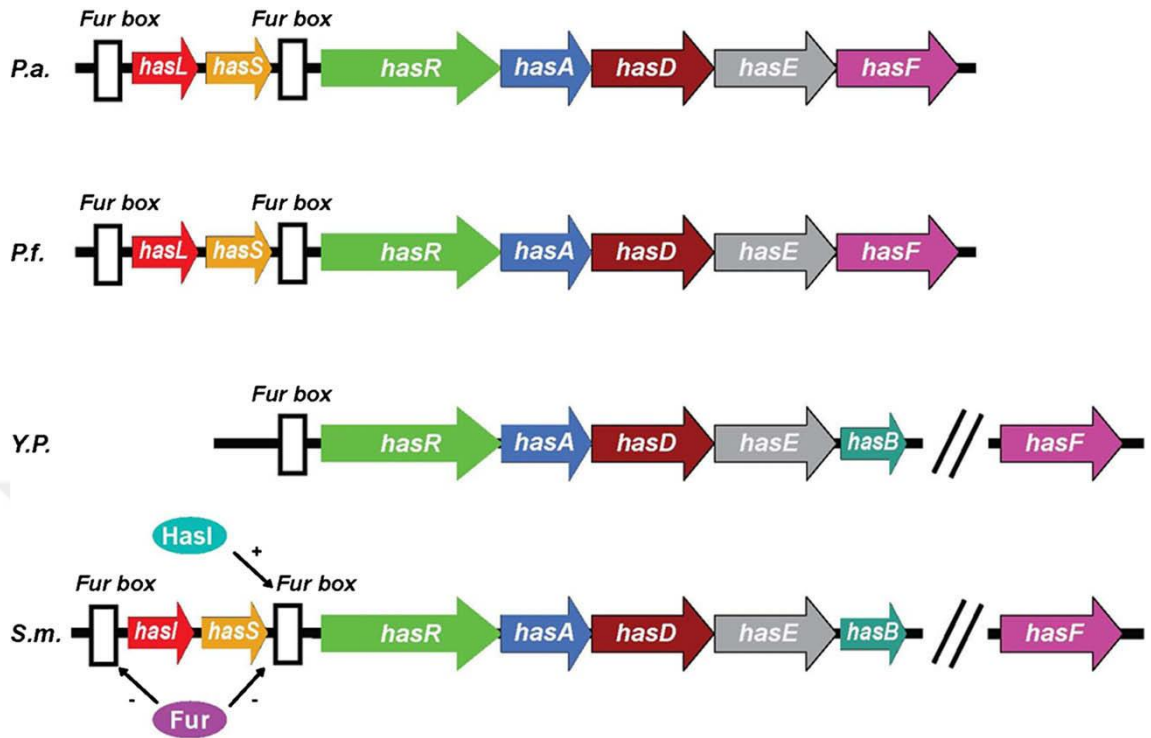 Fur box Fur box
P.a. hasL hasS hasR hasA hasD hasE hasF
Fur box Fur box
P.f. hasL hasS hasR hasA hasD hasE hasF
Fur box
Y.P. hasR hasA hasD hasE hasB hasF
HasI +
Fur box Fur box
S.m. hasI hasS hasR hasA hasD hasE hasB hasF
- Fur -